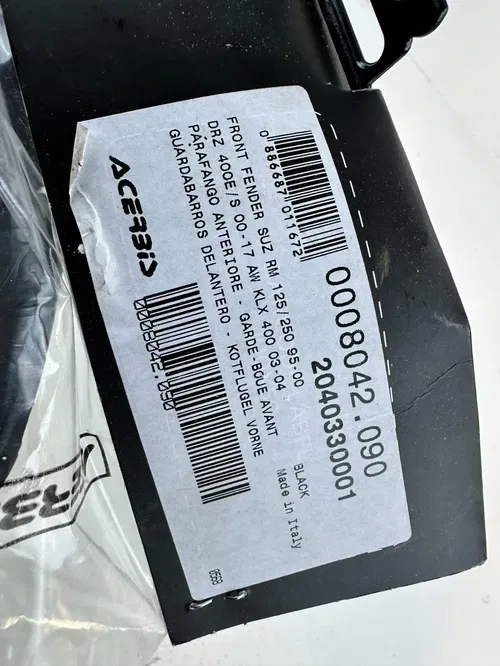 0008042.090
2040330001
BLACK
Made in Italy
0 886687 011672
FRONT FENDER SUZ RM 125/250 95-00
DRZ 400E/S 00-17 AW KLX 400 03-04
PARAFANGO ANTERIORE - GARDE.BOUE AVANT
GUARDABARROS DELANTERO - KOTFLUGEL VORNE
ACERBIS
0008042.090